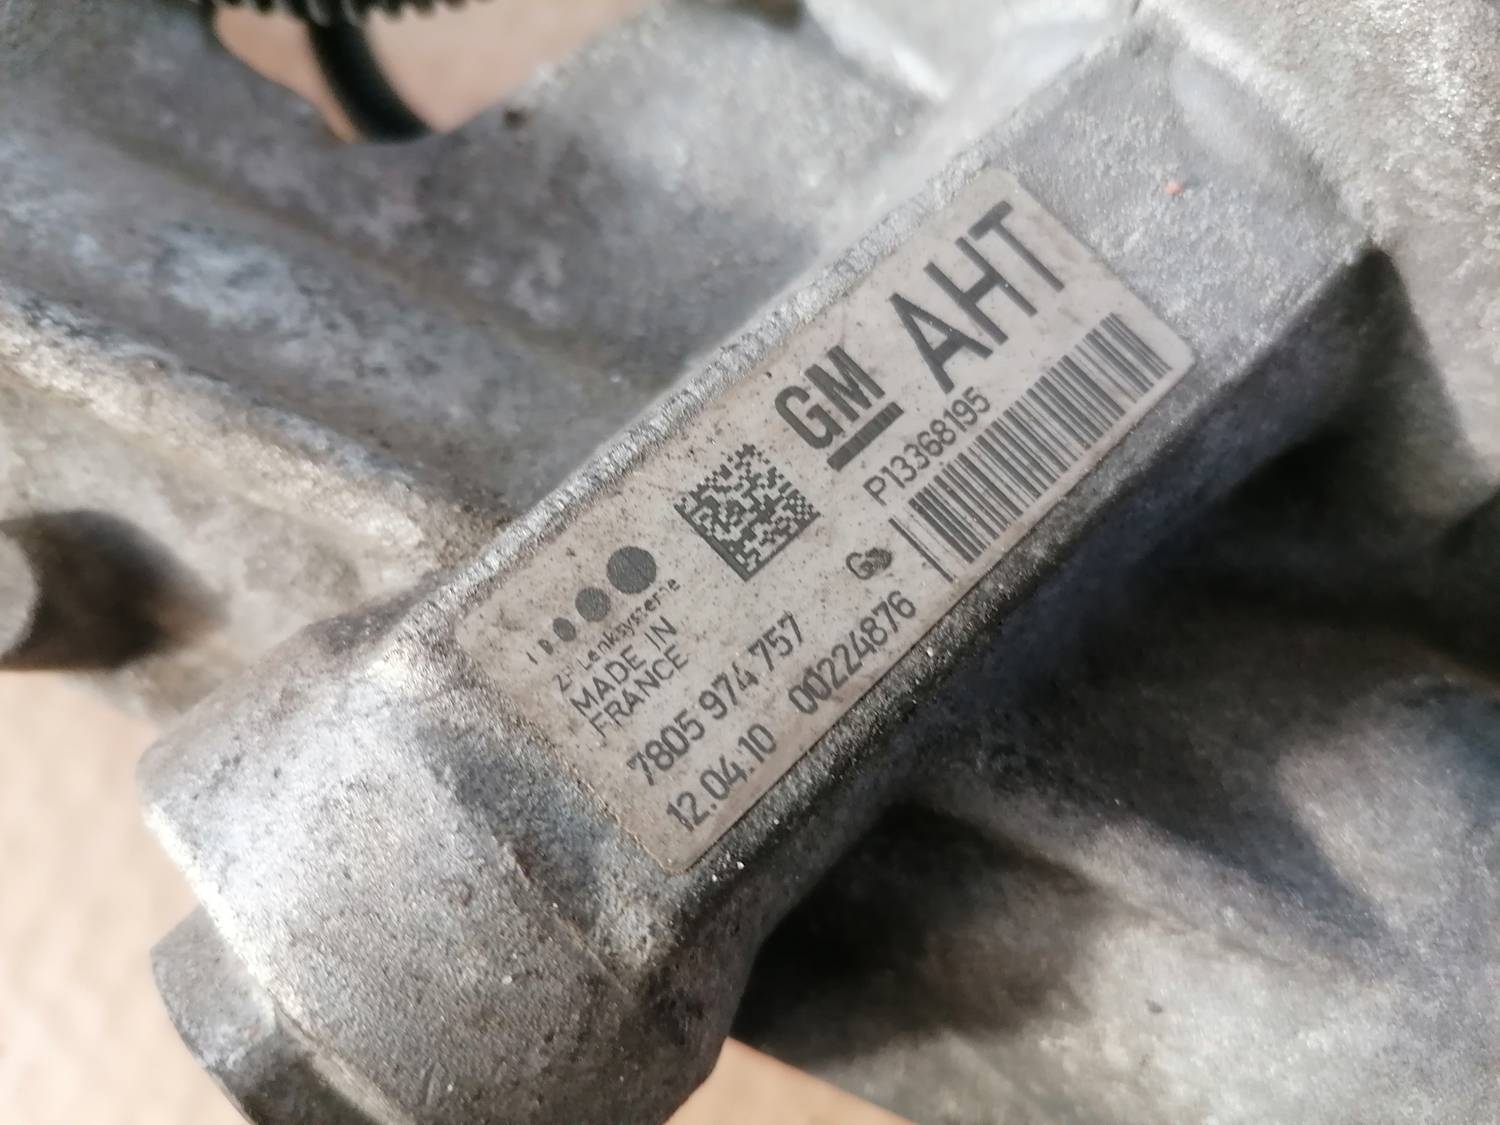 GM AHT
P13368195
ZF Lenksysteme
MADE IN
FRANCE
7805 974 757
12.04.10 00224876